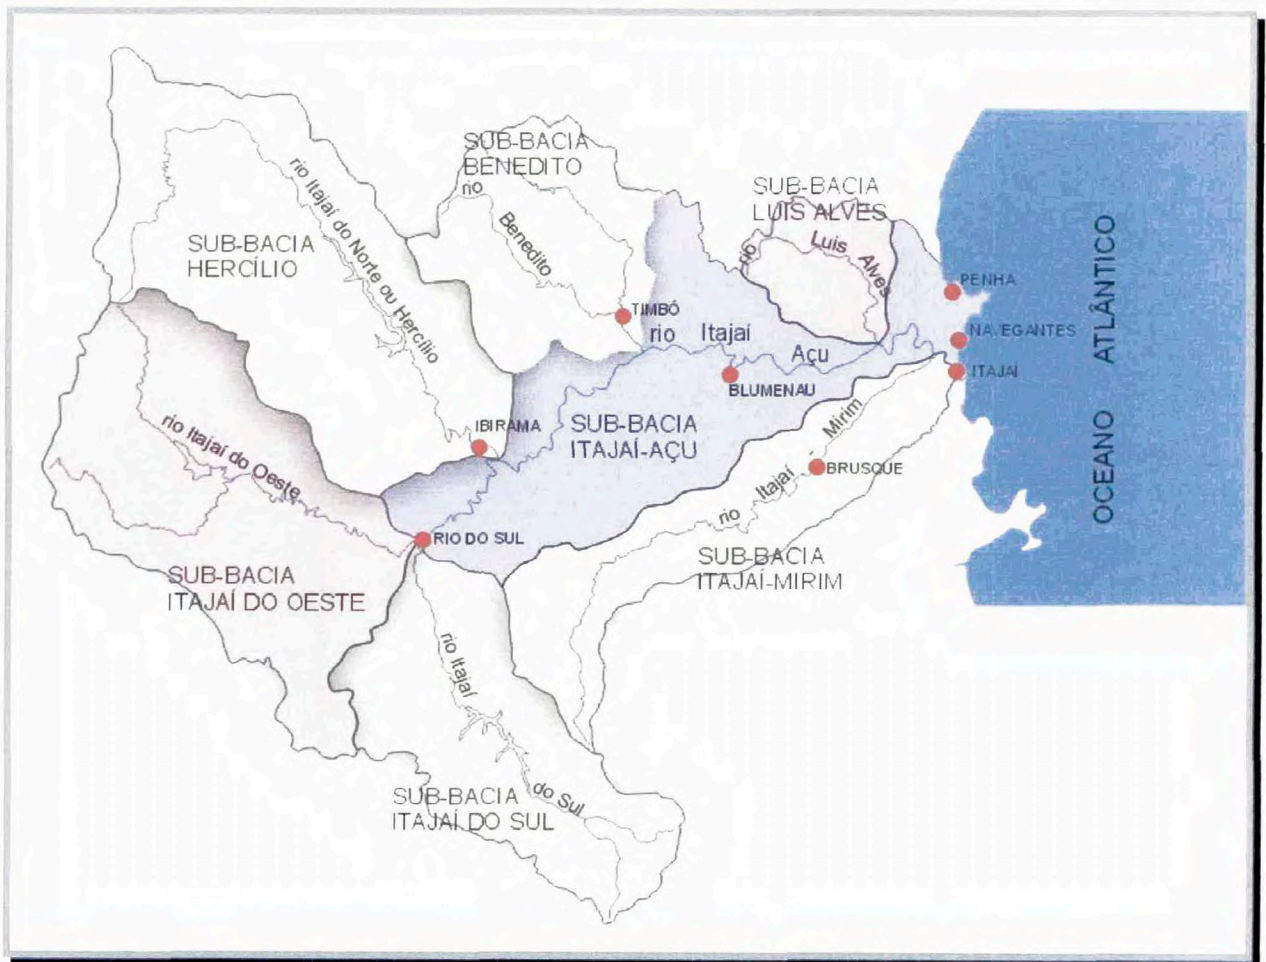 SUB-BACIA
BENEDITO
rio
Benedito
rio Itajaí do Norte ou Hercílio
SUB-BACIA
HERCÍLIO
SUB-BACIA
LUIS ALVES
rio
Luis Alves
OCEANO ATLÂNTICO
PENHA
TIMBÓ
rio Itajaí Açu
NAVEGANTES
ITAJAÍ
BLUMENAU
IBIRAMA
SUB-BACIA
ITAJAÍ-AÇU
rio Itajaí Mirim
BRUSQUE
rio Itajaí do Oeste
RIO DO SUL
SUB-BACIA
ITAJAÍ-MIRIM
SUB-BACIA
ITAJAÍ DO OESTE
rio Itajaí do Sul
SUB-BACIA
ITAJAÍ DO SUL